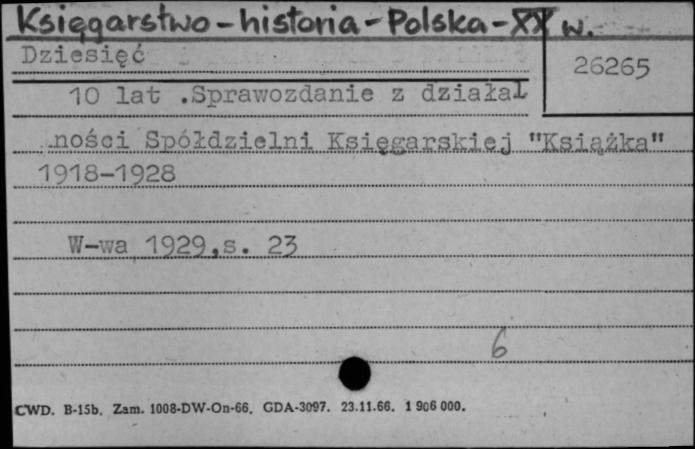 Księgarstwo - historia - Polska - XX w.
Dziesięć
26265
10 lat .Sprawozdanie z działal
ności Spółdzielni Księgarskiej "Książka"
1918-1928
W-wa 1929,s. 23
6
CWD. B-15b. Zam. 1008-DW-On-66. GDA-3097. 23.11.66. 1 906 000.